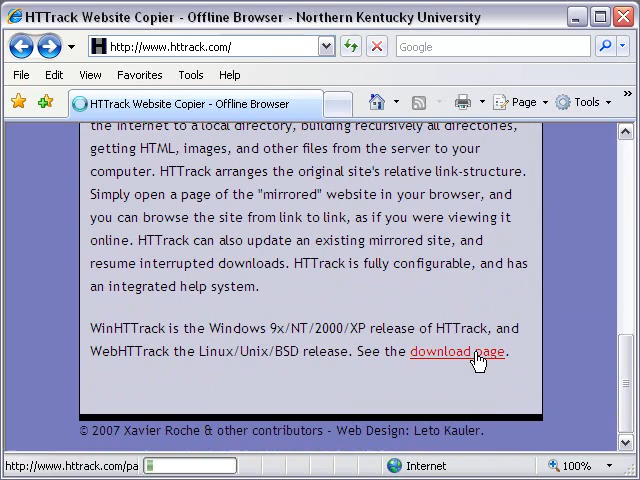 HTTrack Website Copier - Offline Browser - Northern Kentucky University
http://www.httrack.com/
Google
File View Favorites Tools Help
HTTrack Website Copier - Offline Browser
Page Tools
the Internet to a local directory, building recursively all directories,
getting HTML, images, and other files from the server to your
computer. HTTrack arranges the original site's relative link-structure.
Simply open a page of the "mirrored" website in your browser, and
you can browse the site from link to link, as if you were viewing it
online. HTTrack can also update an existing mirrored site, and
resume interrupted downloads. HTTrack is fully configurable, and has
an integrated help system.
WinHTTrack is the Windows 9x/NT/2000/XP release of HTTrack, and
WebHTTrack the Linux/Unix/BSD release. See the download page.
© 2007 Xavier Roche & other contributors - Web Design: Leto Kauler.
http://www.httrack.com/pa Internet 100%